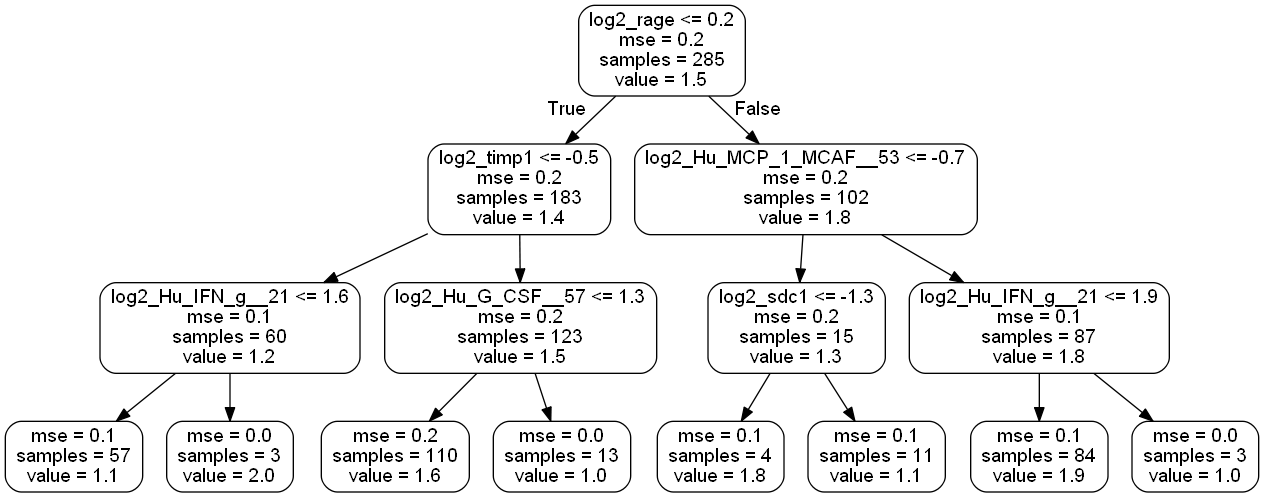 log2_rage <= 0.2
mse = 0.2
samples = 285
value = 1.5
True
False
log2_timp1 <= -0.5
mse = 0.2
samples = 183
value = 1.4
log2_Hu_MCP_1_MCAF__53 <= -0.7
mse = 0.2
samples = 102
value = 1.8
log2_Hu_IFN_g__21 <= 1.6
mse = 0.1
samples = 60
value = 1.2
log2_Hu_G_CSF__57 <= 1.3
mse = 0.2
samples = 123
value = 1.5
log2_sdc1 <= -1.3
mse = 0.2
samples = 15
value = 1.3
log2_Hu_IFN_g__21 <= 1.9
mse = 0.1
samples = 87
value = 1.8
mse = 0.1
samples = 57
value = 1.1
mse = 0.0
samples = 3
value = 2.0
mse = 0.2
samples = 110
value = 1.6
mse = 0.0
samples = 13
value = 1.0
mse = 0.1
samples = 4
value = 1.8
mse = 0.1
samples = 11
value = 1.1
mse = 0.1
samples = 84
value = 1.9
mse = 0.0
samples = 3
value = 1.0